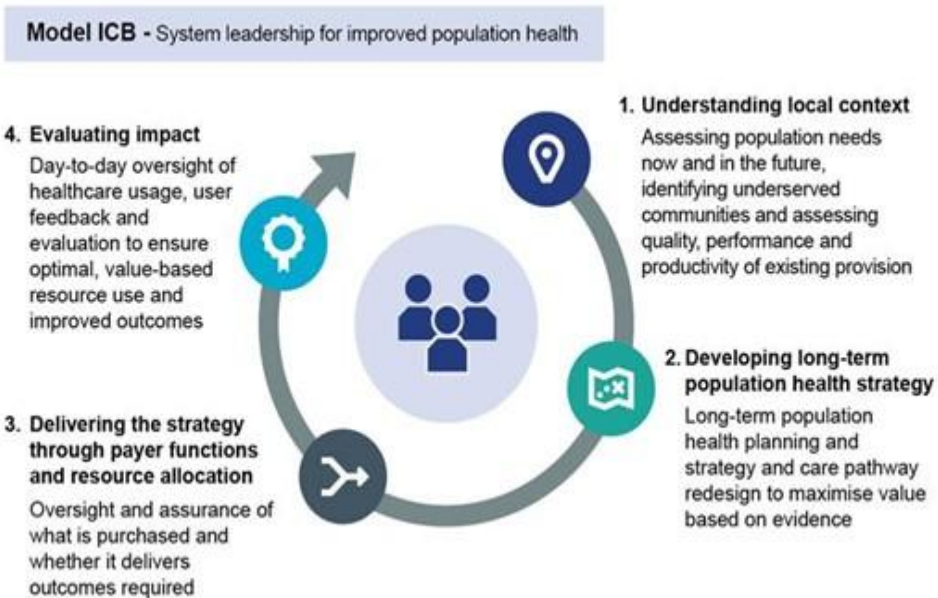 Model ICB - System leadership for improved population health
1. Understanding local context
Assessing population needs
now and in the future,
identifying underserved
communities and assessing
quality, performance and
productivity of existing provision
2. Developing long-term
population health strategy
Long-term population
health planning and
strategy and care pathway
redesign to maximise value
based on evidence
3. Delivering the strategy
through payer functions
and resource allocation
Oversight and assurance of
what is purchased and
whether it delivers
outcomes required
4. Evaluating impact
Day-to-day oversight of
healthcare usage, user
feedback and
evaluation to ensure
optimal, value-based
resource use and
improved outcomes